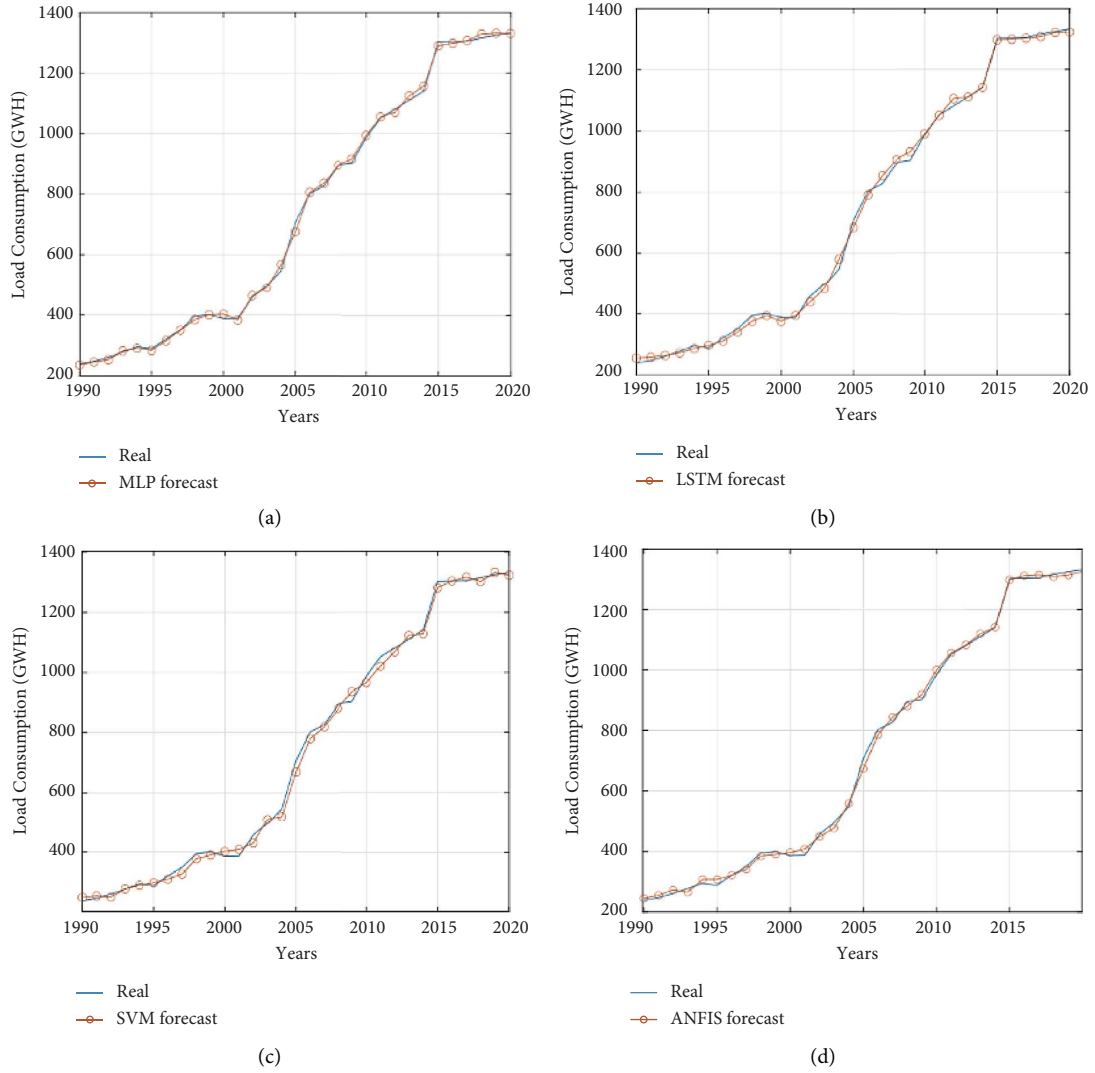 1400
1200
1000
800
600
400
200
Load Consumption (GWH)
1990 1995 2000 2005 2010 2015 2020
Years
Real
MLP forecast
(a)
1400
1200
1000
800
600
400
200
Load Consumption (GWH)
1990 1995 2000 2005 2010 2015 2020
Years
Real
LSTM forecast
(b)
1400
1200
1000
800
600
400
Load Consumption (GWH)
1990 1995 2000 2005 2010 2015 2020
Years
Real
SVM forecast
(c)
1400
1200
1000
800
600
400
200
Load Consumption (GWH)
1990 1995 2000 2005 2010 2015
Years
Real
ANFIS forecast
(d)